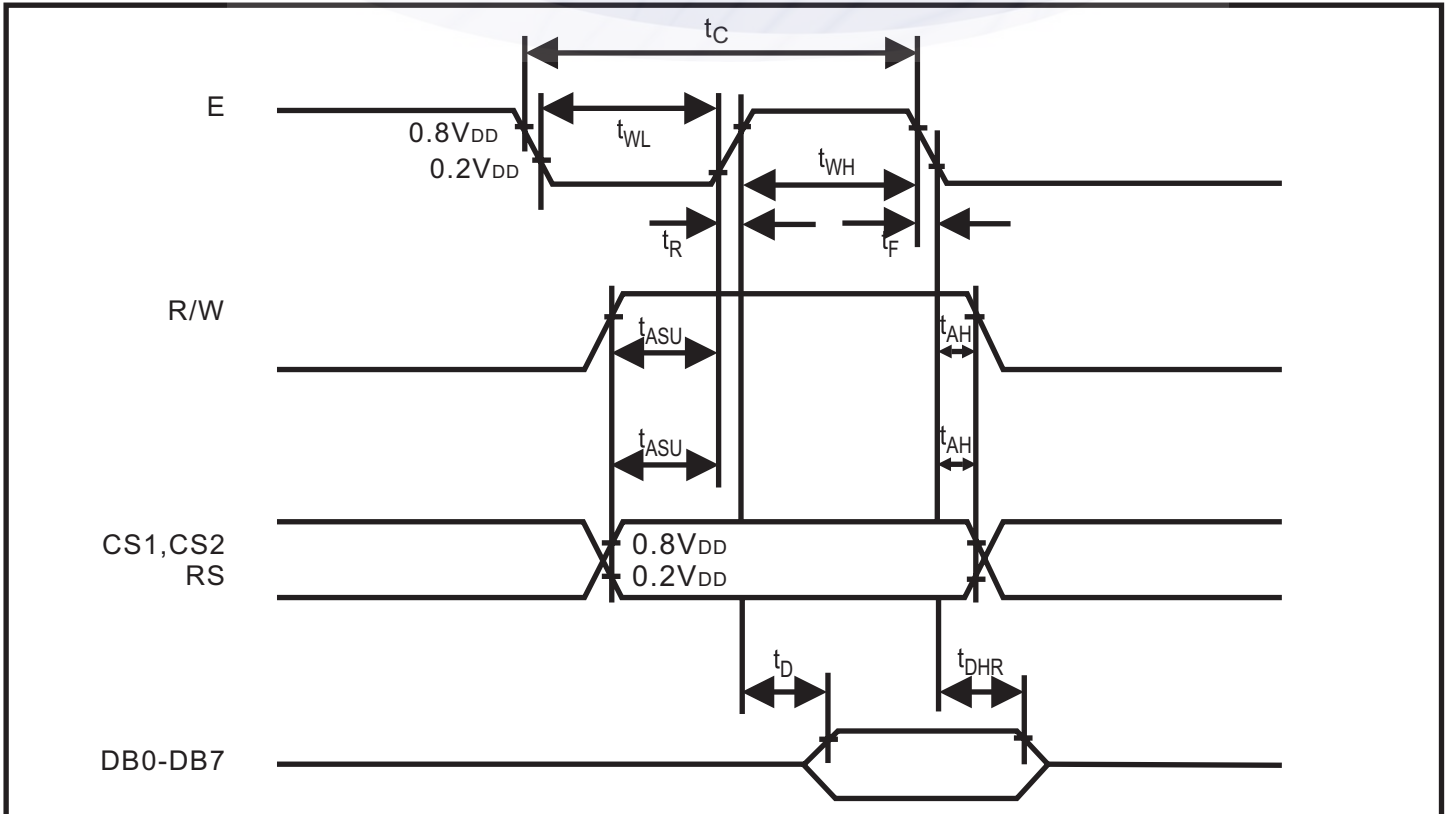 tC
E
0.8VDD
tWL
0.2VDD
tWH
tR
tF
R/W
tASU
tAH
tASU
tAH
CS1,CS2
0.8VDD
RS
0.2VDD
tD
tDHR
DB0-DB7